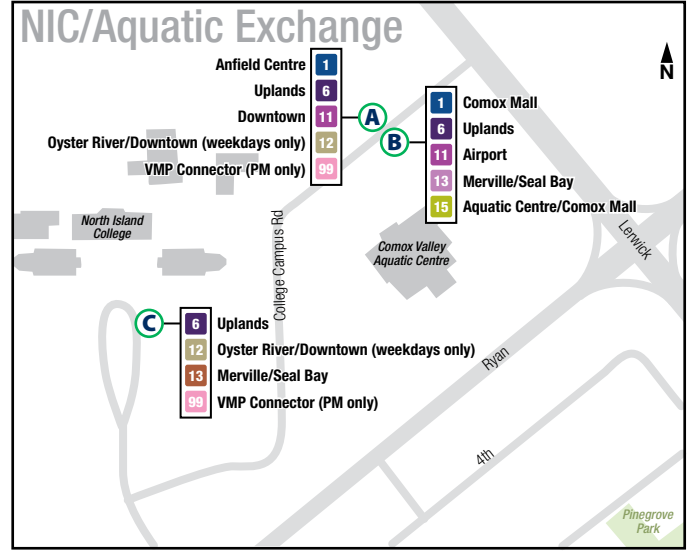 NIC/Aquatic Exchange
N
Anfield Centre 1
Uplands 6
Downtown 11
Oyster River/Downtown (weekdays only) 12
VMP Connector (PM only) 99
A
B
1 Comox Mall
6 Uplands
11 Airport
13 Merville/Seal Bay
15 Aquatic Centre/Comox Mall
North Island
College
College Campus Rd
Comox Valley
Aquatic Centre
Lerwick
C
6 Uplands
12 Oyster River/Downtown (weekdays only)
13 Merville/Seal Bay
99 VMP Connector (PM only)
Ryan
4th
Pinegrove
Park